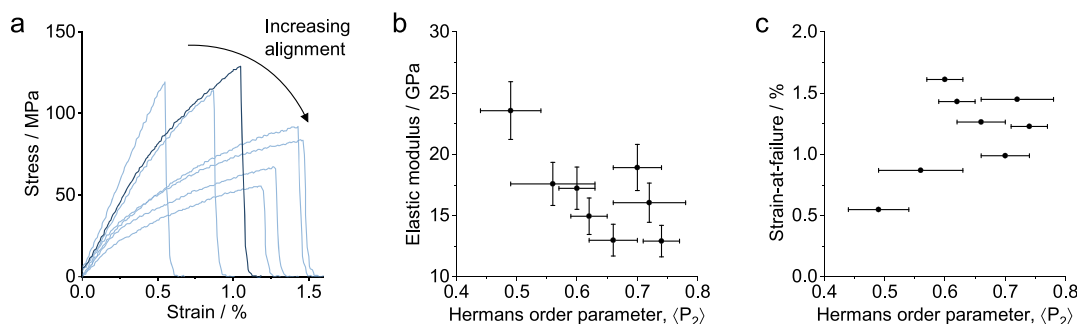 a
Increasing
alignment
Stress / MPa
150
100
50
0
0.0 0.5 1.0 1.5
Strain / %
b
Elastic modulus / GPa
30
25
20
15
10
0.4 0.5 0.6 0.7 0.8
Hermans order parameter, ⟨P₂⟩
c
Strain-at-failure / %
2.0
1.5
1.0
0.5
0.0
0.4 0.5 0.6 0.7 0.8
Hermans order parameter, ⟨P₂⟩